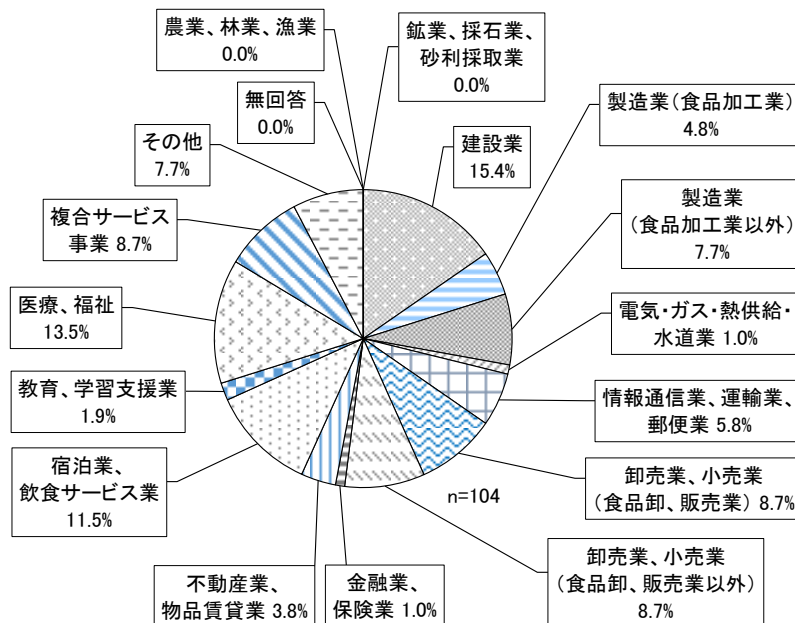 農業、林業、漁業
0.0%
鉱業、採石業、
砂利採取業
0.0%
無回答
0.0%
製造業（食品加工業）
4.8%
その他
7.7%
建設業
15.4%
複合サービス
事業 8.7%
製造業
（食品加工業以外）
7.7%
医療、福祉
13.5%
電気・ガス・熱供給・
水道業 1.0%
教育、学習支援業
1.9%
情報通信業、運輸業、
郵便業 5.8%
宿泊業、
飲食サービス業
11.5%
卸売業、小売業
（食品卸、販売業） 8.7%
n=104
不動産業、
物品賃貸業 3.8%
金融業、
保険業 1.0%
卸売業、小売業
（食品卸、販売業以外）
8.7%